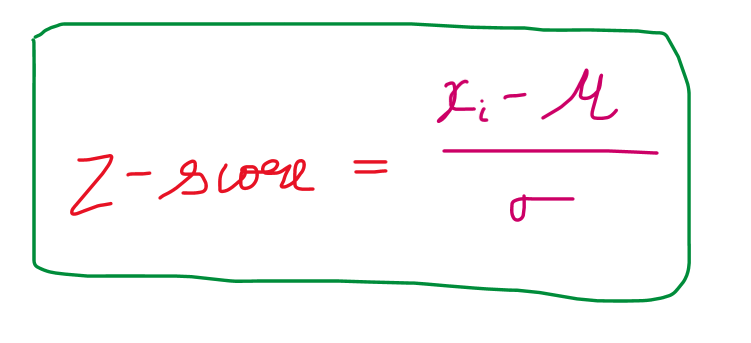 Z-score = (xᵢ - μ) / σ